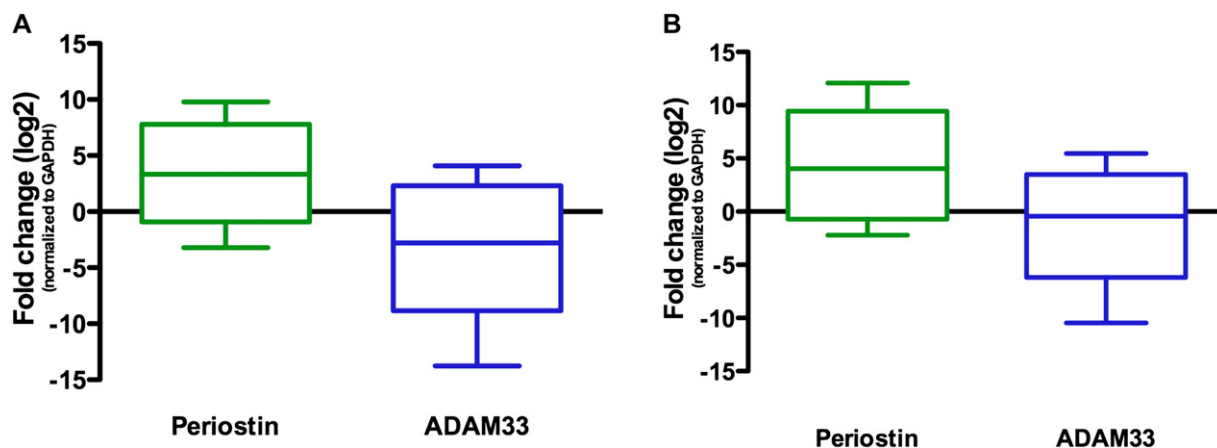 A
Fold change (log2)
(normalized to GAPDH)
15
10
5
0
-5
-10
-15
Periostin
ADAM33
B
Fold change (log2)
(normalized to GAPDH)
15
10
5
0
-5
-10
-15
Periostin
ADAM33